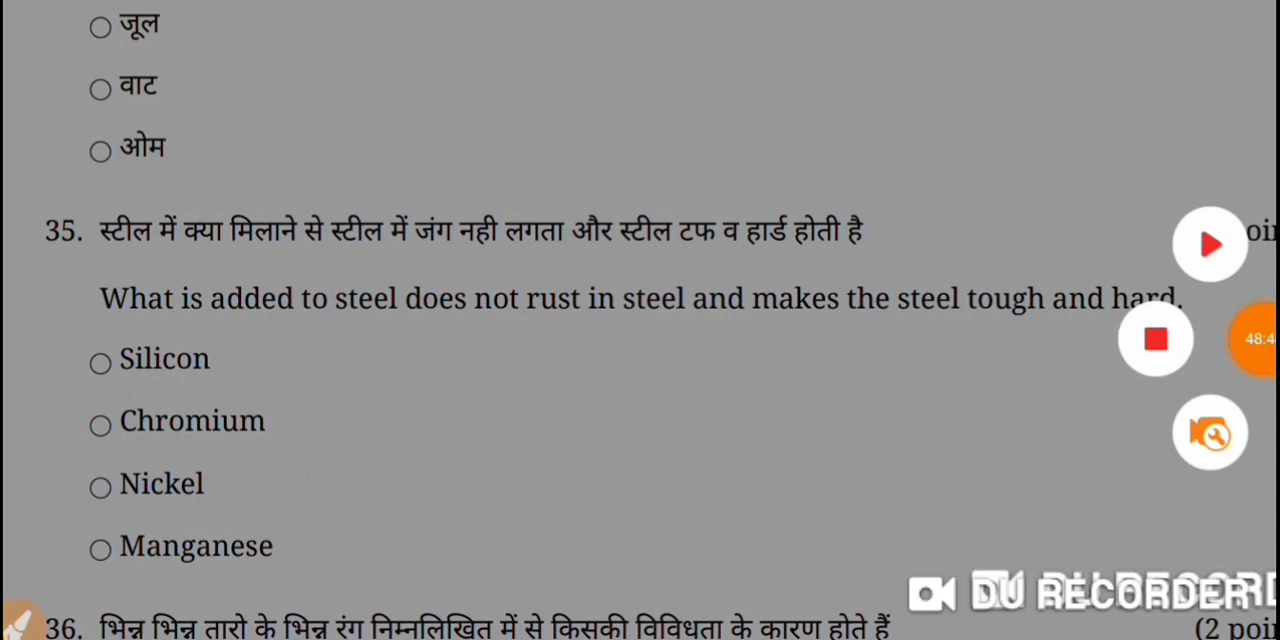 जूल
वाट
ओम
35. स्टील में क्या मिलाने से स्टील में जंग नही लगता और स्टील टफ व हार्ड होती है
What is added to steel does not rust in steel and makes the steel tough and hard.
Silicon
Chromium
Nickel
Manganese
DU RECORDER
36. भिन्न भिन्न तारो के भिन्न रंग निम्नलिखित में से किसकी विविधता के कारण होते हैं
(2